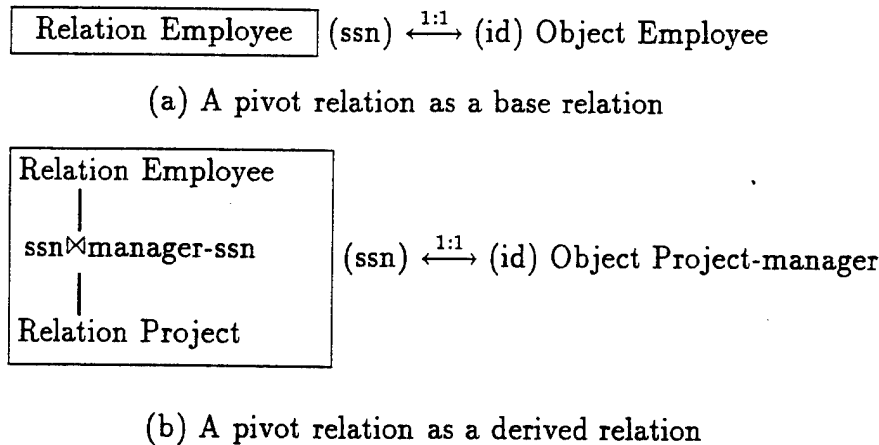 Relation Employee (ssn) ⟷ 1:1 (id) Object Employee
(a) A pivot relation as a base relation
Relation Employee
ssn⋈manager-ssn (ssn) ⟷ 1:1 (id) Object Project-manager
Relation Project
(b) A pivot relation as a derived relation